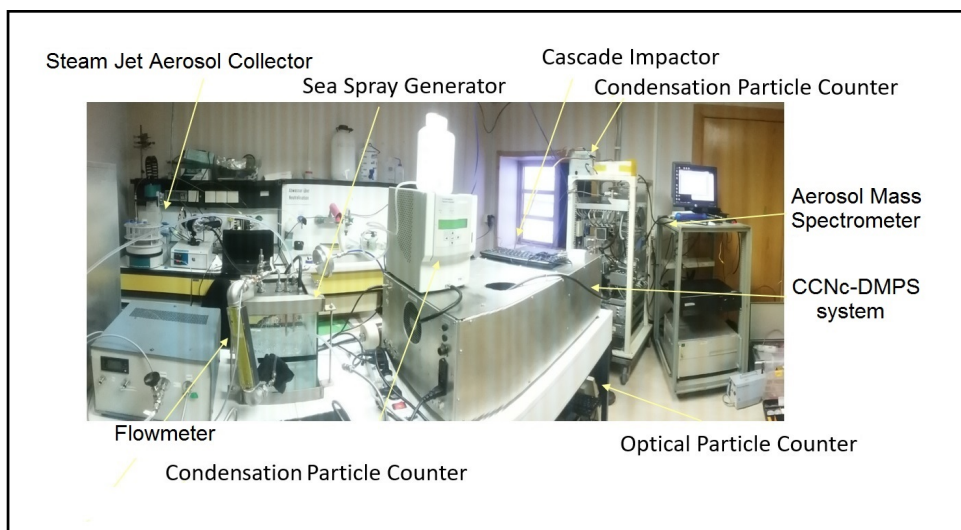 Steam Jet Aerosol Collector
Sea Spray Generator
Cascade Impactor
Condensation Particle Counter
Aerosol Mass
Spectrometer
CCNc-DMPS
system
Flowmeter
Condensation Particle Counter
Optical Particle Counter